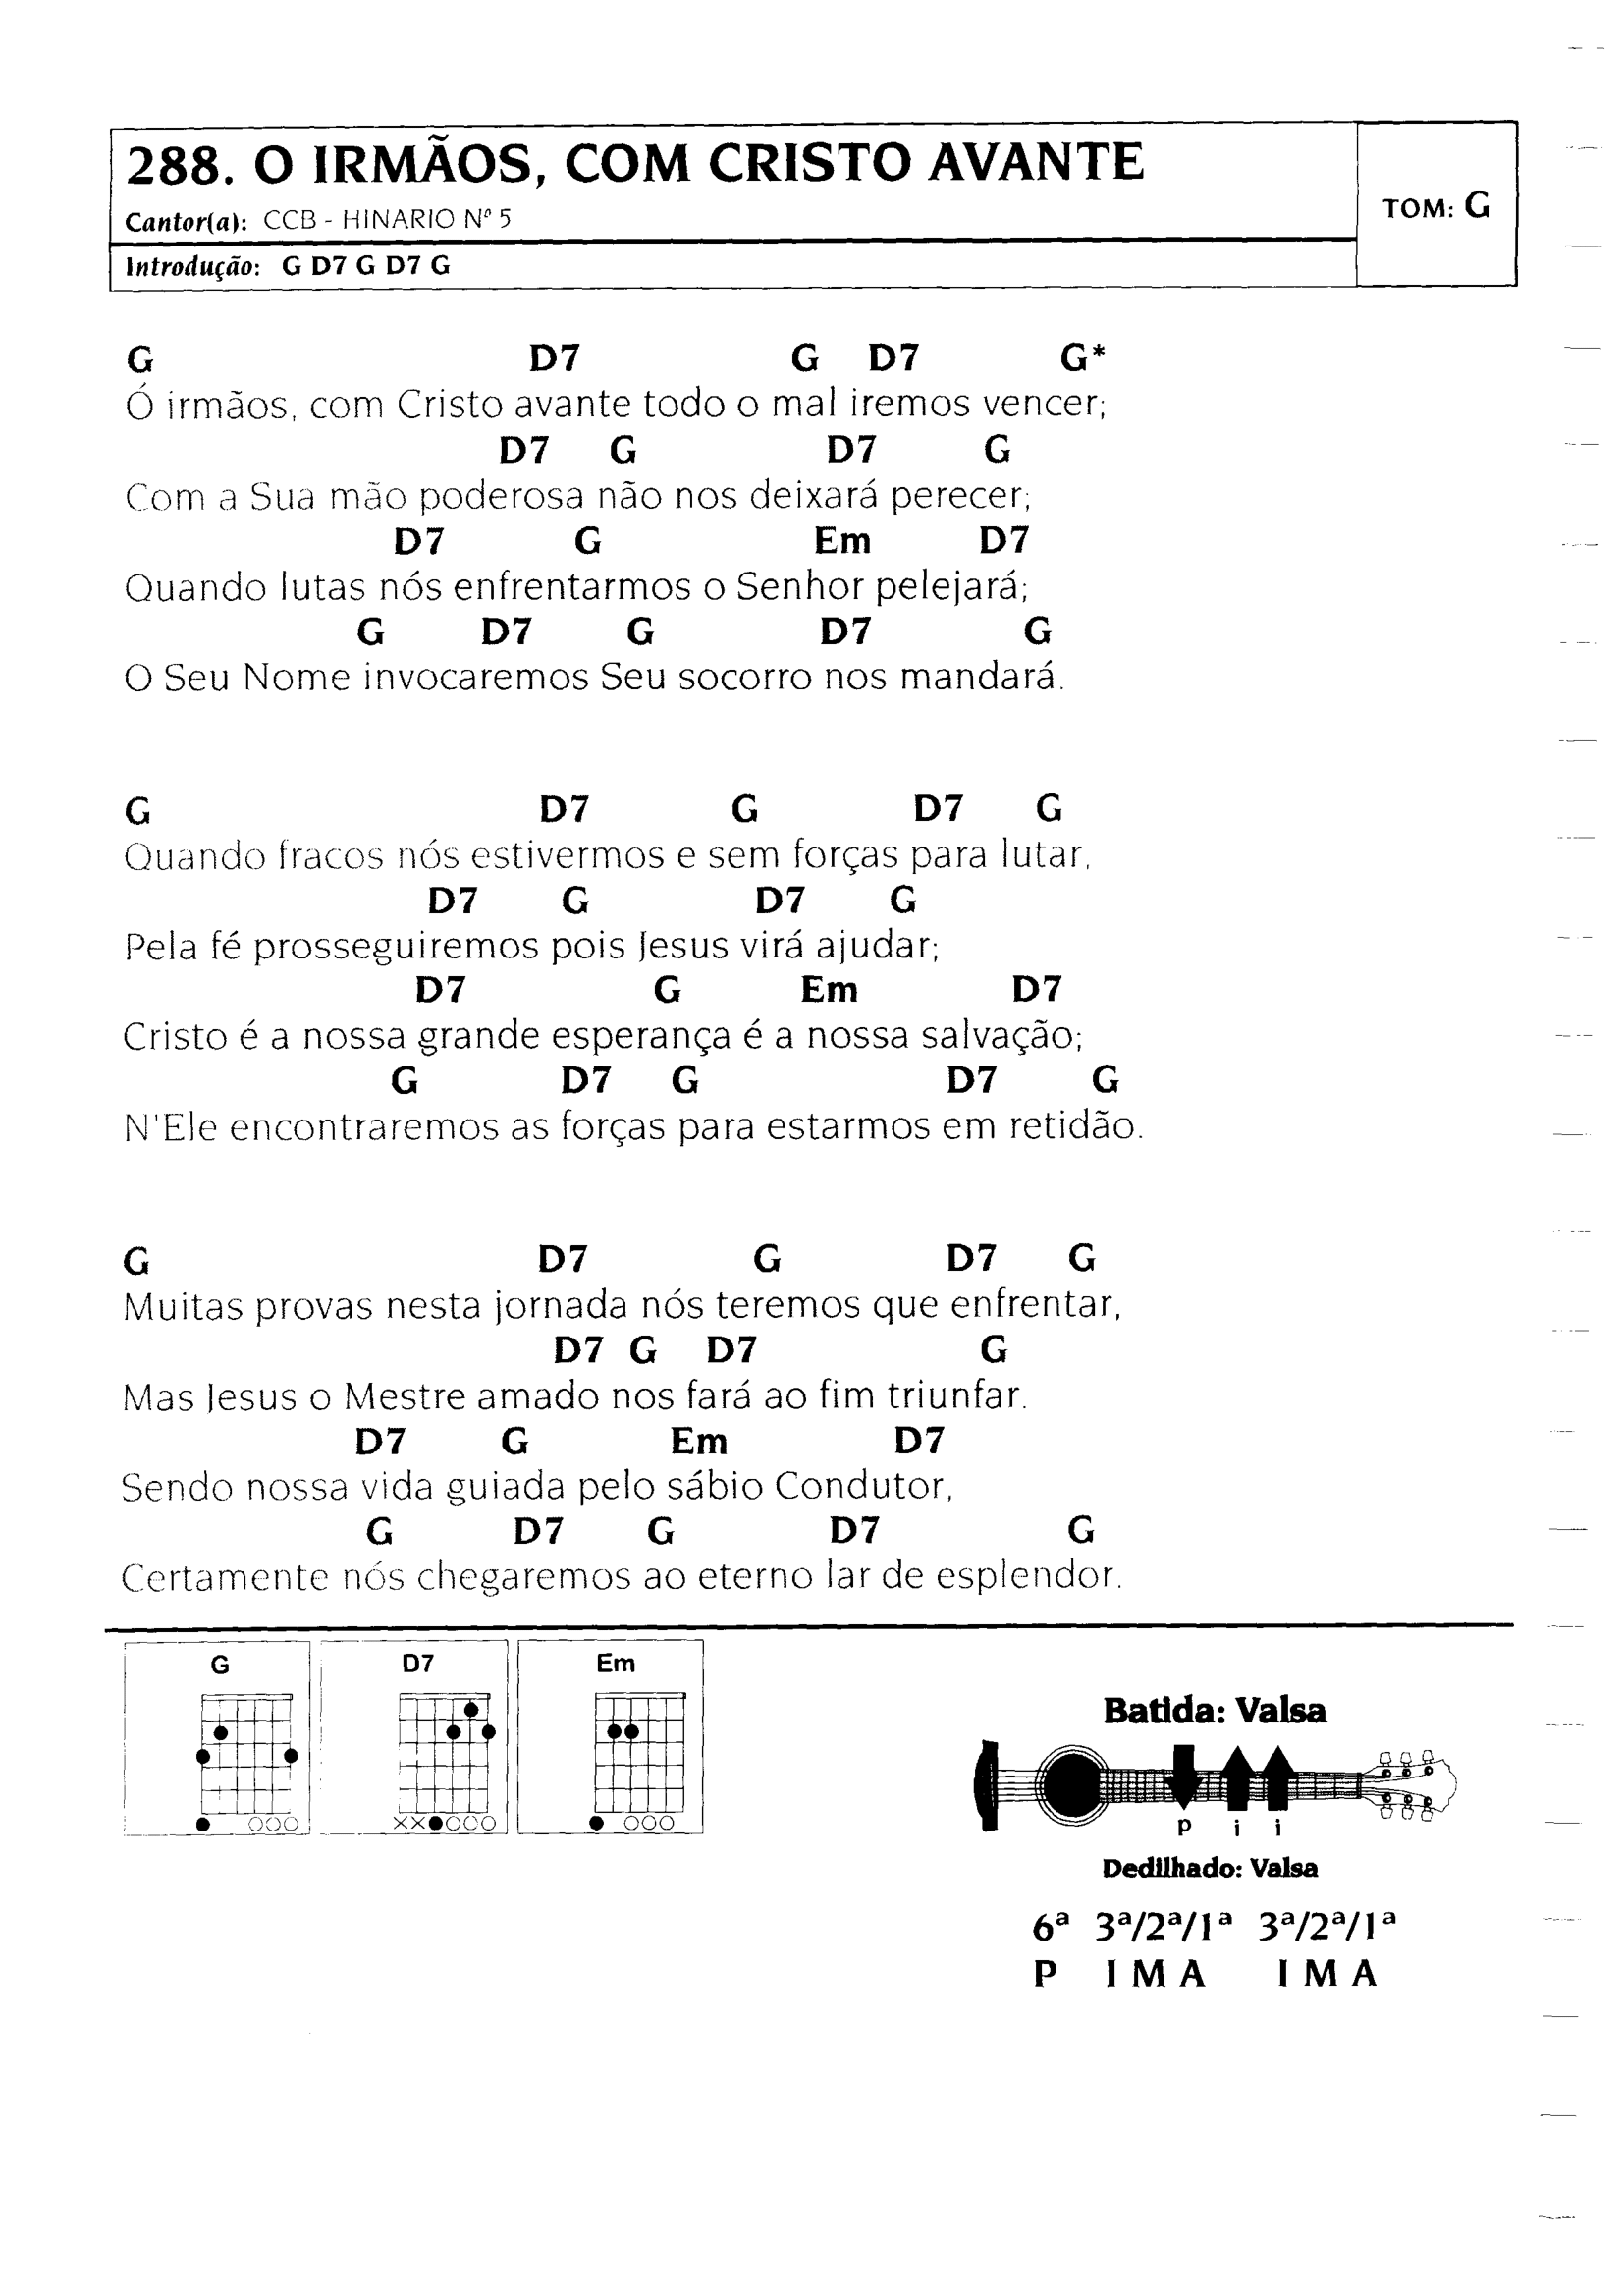 288. O IRMÃOS, COM CRISTO AVANTE
Cantor(a): CCB - HINARIO Nº 5
TOM: G
Introdução: G D7 G D7 G
G D7 G D7 G*
Ó irmãos, com Cristo avante todo o mal iremos vencer;
D7 G D7 G
Com a Sua mão poderosa não nos deixará perecer;
D7 G Em D7
Quando lutas nós enfrentarmos o Senhor pelejará;
G D7 G D7 G
O Seu Nome invocaremos Seu socorro nos mandará.
G D7 G D7 G
Quando fracos nós estivermos e sem forças para lutar,
D7 G D7 G
Pela fé prosseguiremos pois Jesus virá ajudar;
D7 G Em D7
Cristo é a nossa grande esperança é a nossa salvação;
G D7 G D7 G
N'Ele encontraremos as forças para estarmos em retidão.
G D7 G D7 G
Muitas provas nesta jornada nós teremos que enfrentar,
D7 G D7 G
Mas Jesus o Mestre amado nos fará ao fim triunfar.
D7 G Em D7
Sendo nossa vida guiada pelo sábio Condutor,
G D7 G D7 G
Certamente nós chegaremos ao eterno lar de esplendor.
G D7 Em
XX
Batida: Valsa
p i i
Dedilhado: Valsa
6ª 3ª/2ª/1ª 3ª/2ª/1ª
P I M A I M A